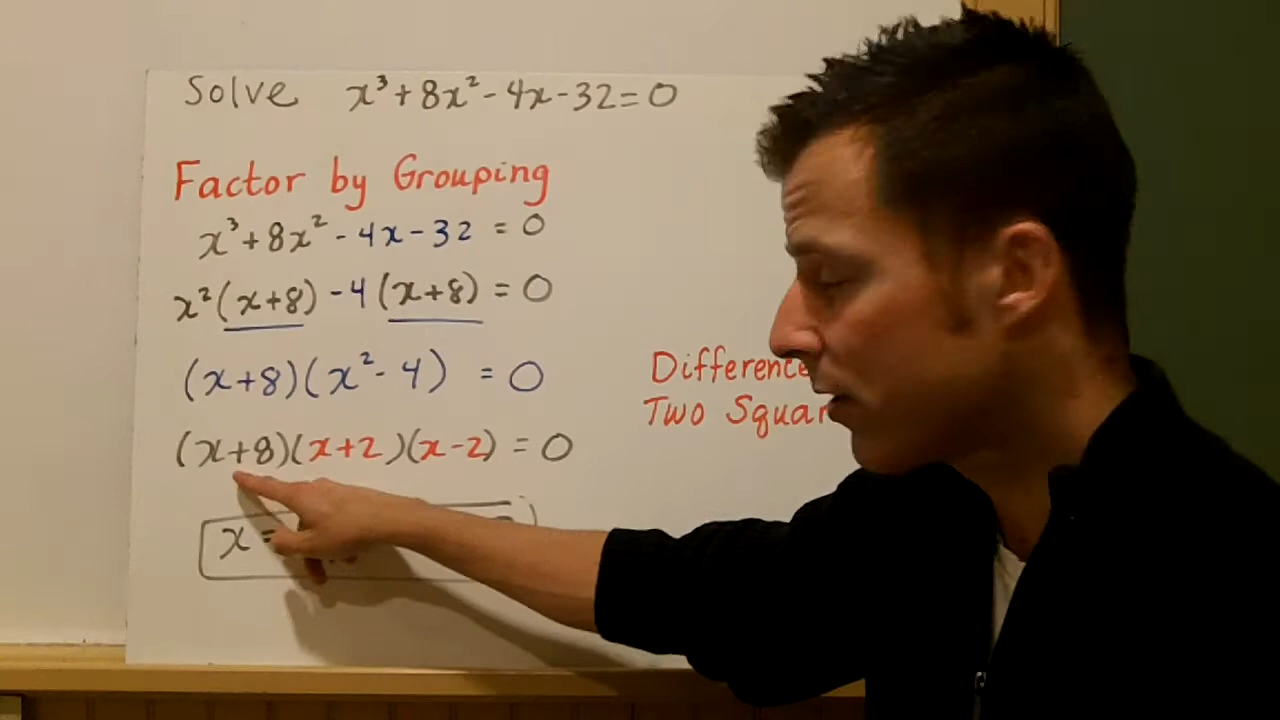 Solve x³+8x²-4x-32=0
Factor by Grouping
x³+8x²-4x-32 =0
x²(x+8)-4(x+8) =0
(x+8)(x²-4) =0
(x+8)(x+2)(x-2) =0
Difference
Two
x =